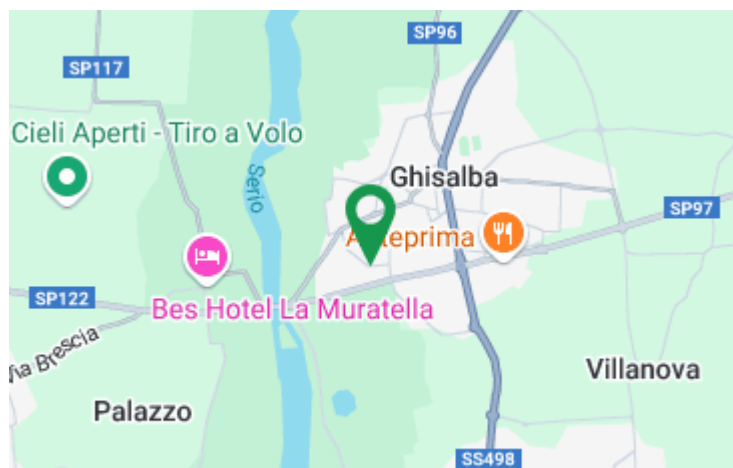 SP96
SP117
Cieli Aperti - Tiro a Volo
Serio
Ghisalba
SP97
Anteprima
Bes Hotel La Muratella
SP122
Via Brescia
Villanova
Palazzo
SS498